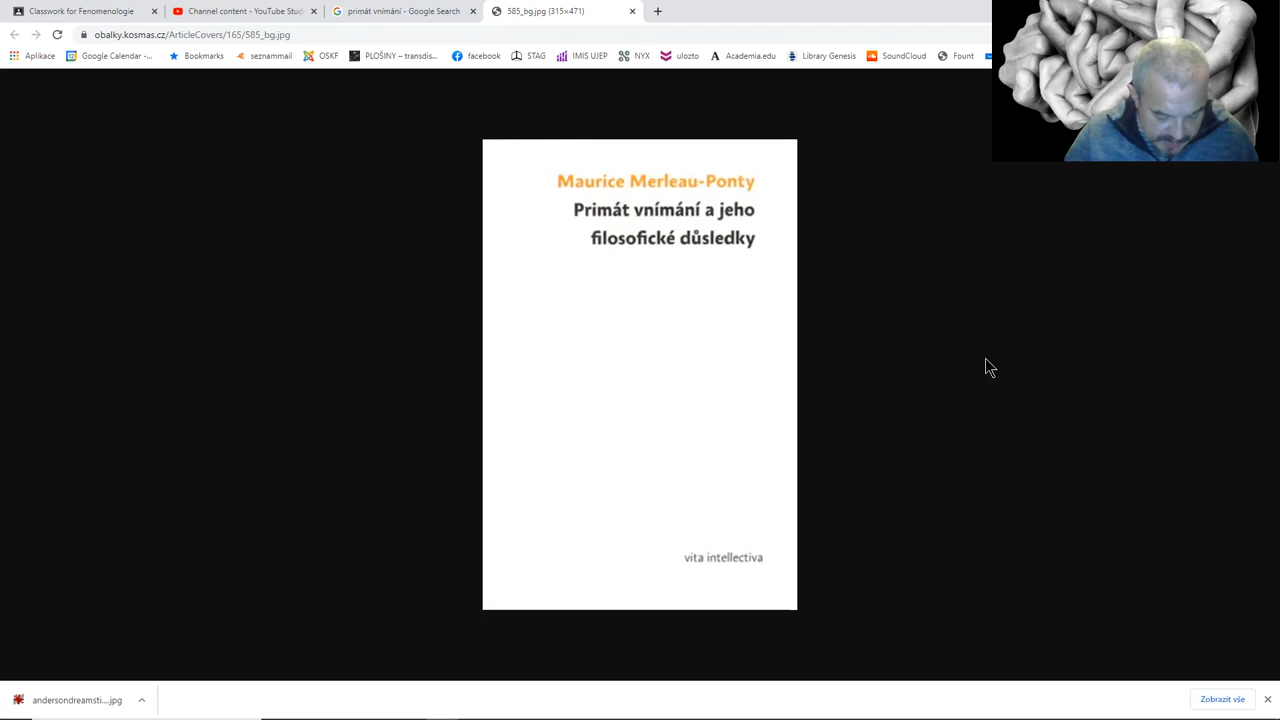 Classwork for Fenomenologie
Channel content - YouTube Stud
primát vnímání - Google Search
585_bg.jpg (315×471)
obalky.kosmas.cz/ArticleCovers/165/585_bg.jpg
Aplikace Google Calendar -... Bookmarks seznammail OSKF PLOŠINY – transdis... facebook STAG IMIS UJEP NYX ulozto Academia.edu Library Genesis SoundCloud Fount
Maurice Merleau-Ponty
Primát vnímání a jeho
filosofické důsledky
vita intellectiva
andersondreamsti....jpg
Zobrazit vše